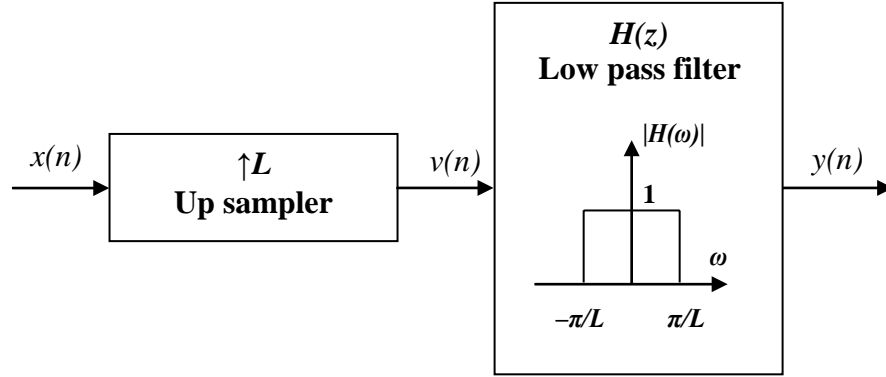 x(n)
↑L
Up sampler
v(n)
H(z)
Low pass filter
|H(ω)|
1
ω
–π/L
π/L
y(n)